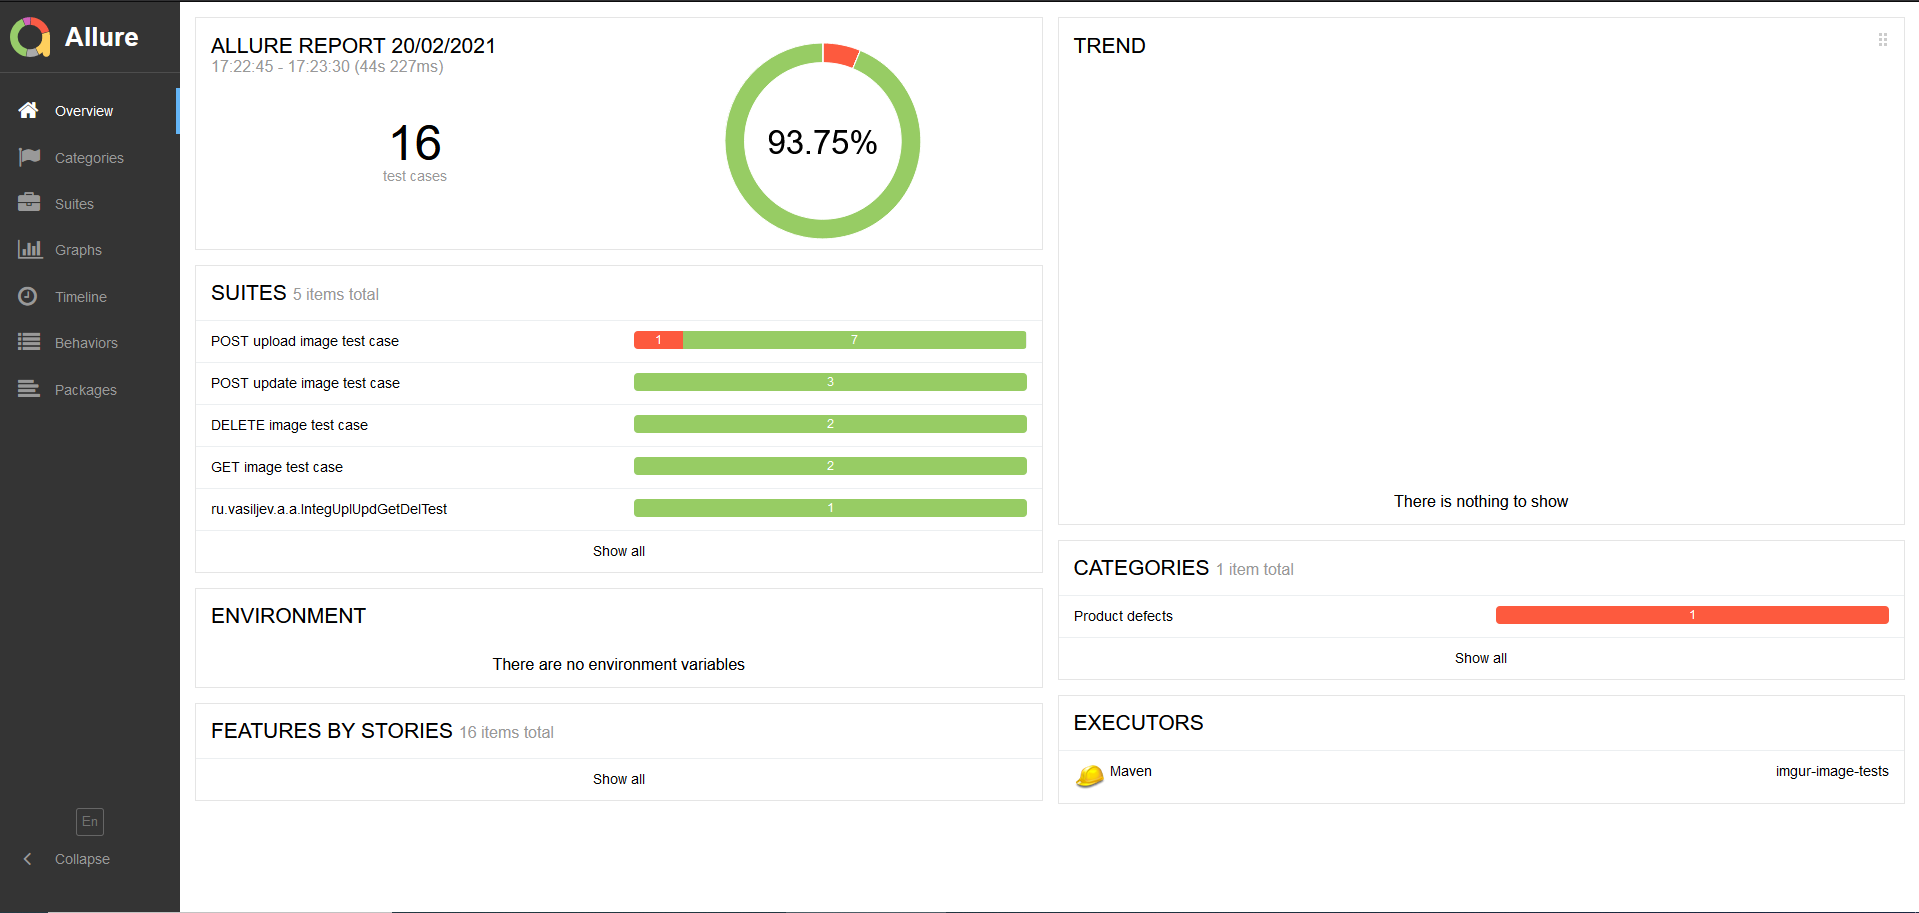 Allure
Overview
Categories
Suites
Graphs
Timeline
Behaviors
Packages
En
Collapse
ALLURE REPORT 20/02/2021
17:22:45 - 17:23:30 (44s 227ms)
16
test cases
93.75%
SUITES 5 items total
POST upload image test case 1 7
POST update image test case 3
DELETE image test case 2
GET image test case 2
ru.vasiljev.a.a.IntegUplUpdGetDelTest 1
Show all
ENVIRONMENT
There are no environment variables
FEATURES BY STORIES 16 items total
Show all
TREND
There is nothing to show
CATEGORIES 1 item total
Product defects 1
Show all
EXECUTORS
Maven imgur-image-tests